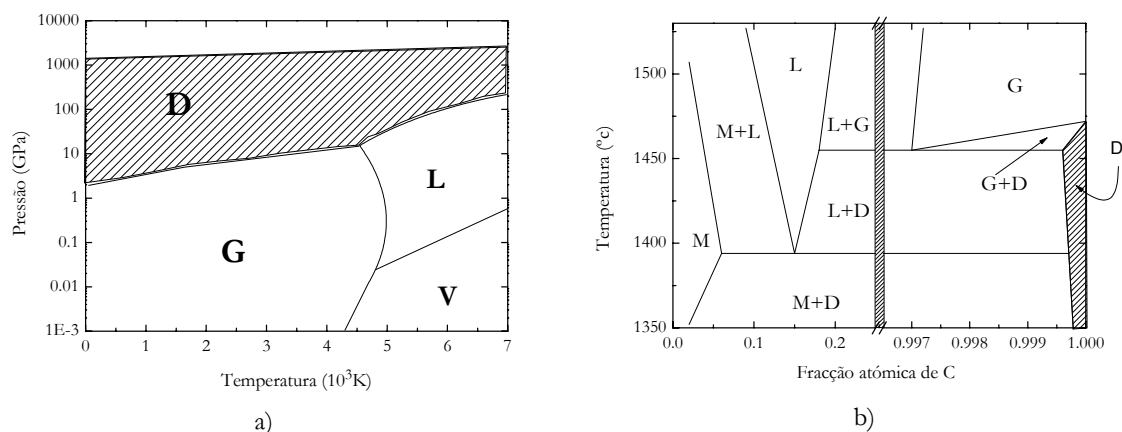 10000
1000
100
10
1
0.1
0.01
1E-3
Pressão (GPa)
D
L
G
V
0 1 2 3 4 5 6 7
Temperatura (10³K)
a)
1500
1450
1400
1350
Temperatura (ºc)
L
G
M+L
L+G
D
G+D
L+D
M
M+D
0.0 0.1 0.2 0.997 0.998 0.999 1.000
Fracção atómica de C
b)